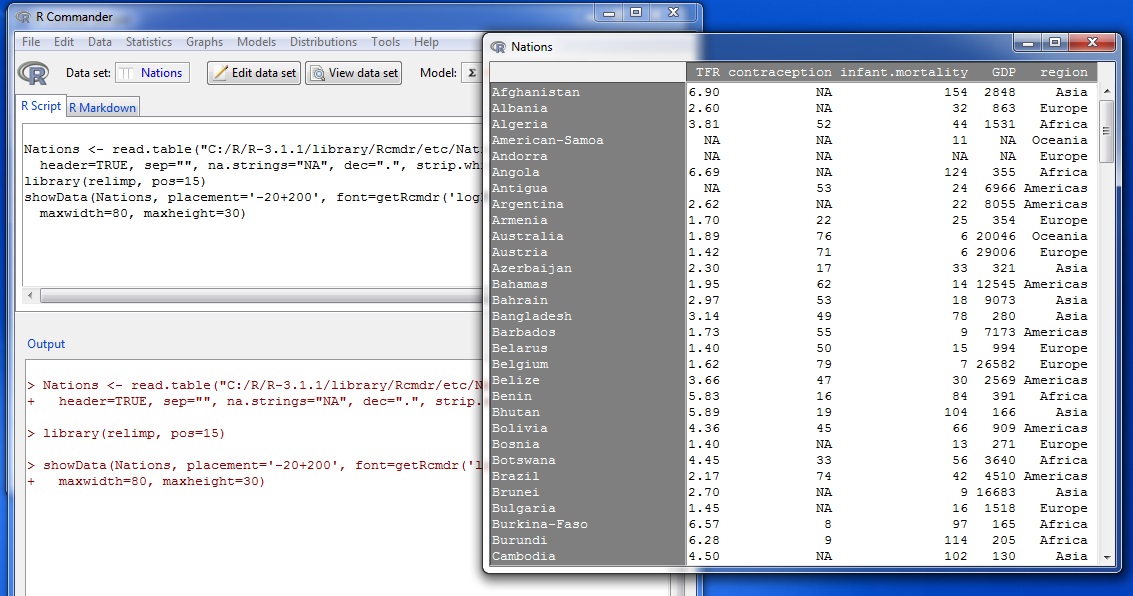 R Commander
File Edit Data Statistics Graphs Models Distributions Tools Help
R Data set: Nations Edit data set View data set Model: Σ
R Script R Markdown
Nations <- read.table("C:/R/R-3.1.1/library/Rcmdr/etc/Nat
header=TRUE, sep="", na.strings="NA", dec=".", strip.wh
library(relimp, pos=15)
showData(Nations, placement='-20+200', font=getRcmdr('log
maxwidth=80, maxheight=30)
Output
> Nations <- read.table("C:/R/R-3.1.1/library/Rcmdr/etc/N
+ header=TRUE, sep="", na.strings="NA", dec=".", strip.
> library(relimp, pos=15)
> showData(Nations, placement='-20+200', font=getRcmdr('l
+ maxwidth=80, maxheight=30)
R Nations
TFR contraception infant.mortality GDP region
Afghanistan 6.90 NA 154 2848 Asia
Albania 2.60 NA 32 863 Europe
Algeria 3.81 52 44 1531 Africa
American-Samoa NA NA 11 NA Oceania
Andorra NA NA NA NA Europe
Angola 6.69 NA 124 355 Africa
Antigua NA 53 24 6966 Americas
Argentina 2.62 NA 22 8055 Americas
Armenia 1.70 22 25 354 Europe
Australia 1.89 76 6 20046 Oceania
Austria 1.42 71 6 29006 Europe
Azerbaijan 2.30 17 33 321 Asia
Bahamas 1.95 62 14 12545 Americas
Bahrain 2.97 53 18 9073 Asia
Bangladesh 3.14 49 78 280 Asia
Barbados 1.73 55 9 7173 Americas
Belarus 1.40 50 15 994 Europe
Belgium 1.62 79 7 26582 Europe
Belize 3.66 47 30 2569 Americas
Benin 5.83 16 84 391 Africa
Bhutan 5.89 19 104 166 Asia
Bolivia 4.36 45 66 909 Americas
Bosnia 1.40 NA 13 271 Europe
Botswana 4.45 33 56 3640 Africa
Brazil 2.17 74 42 4510 Americas
Brunei 2.70 NA 9 16683 Asia
Bulgaria 1.45 NA 16 1518 Europe
Burkina-Faso 6.57 8 97 165 Africa
Burundi 6.28 9 114 205 Africa
Cambodia 4.50 NA 102 130 Asia